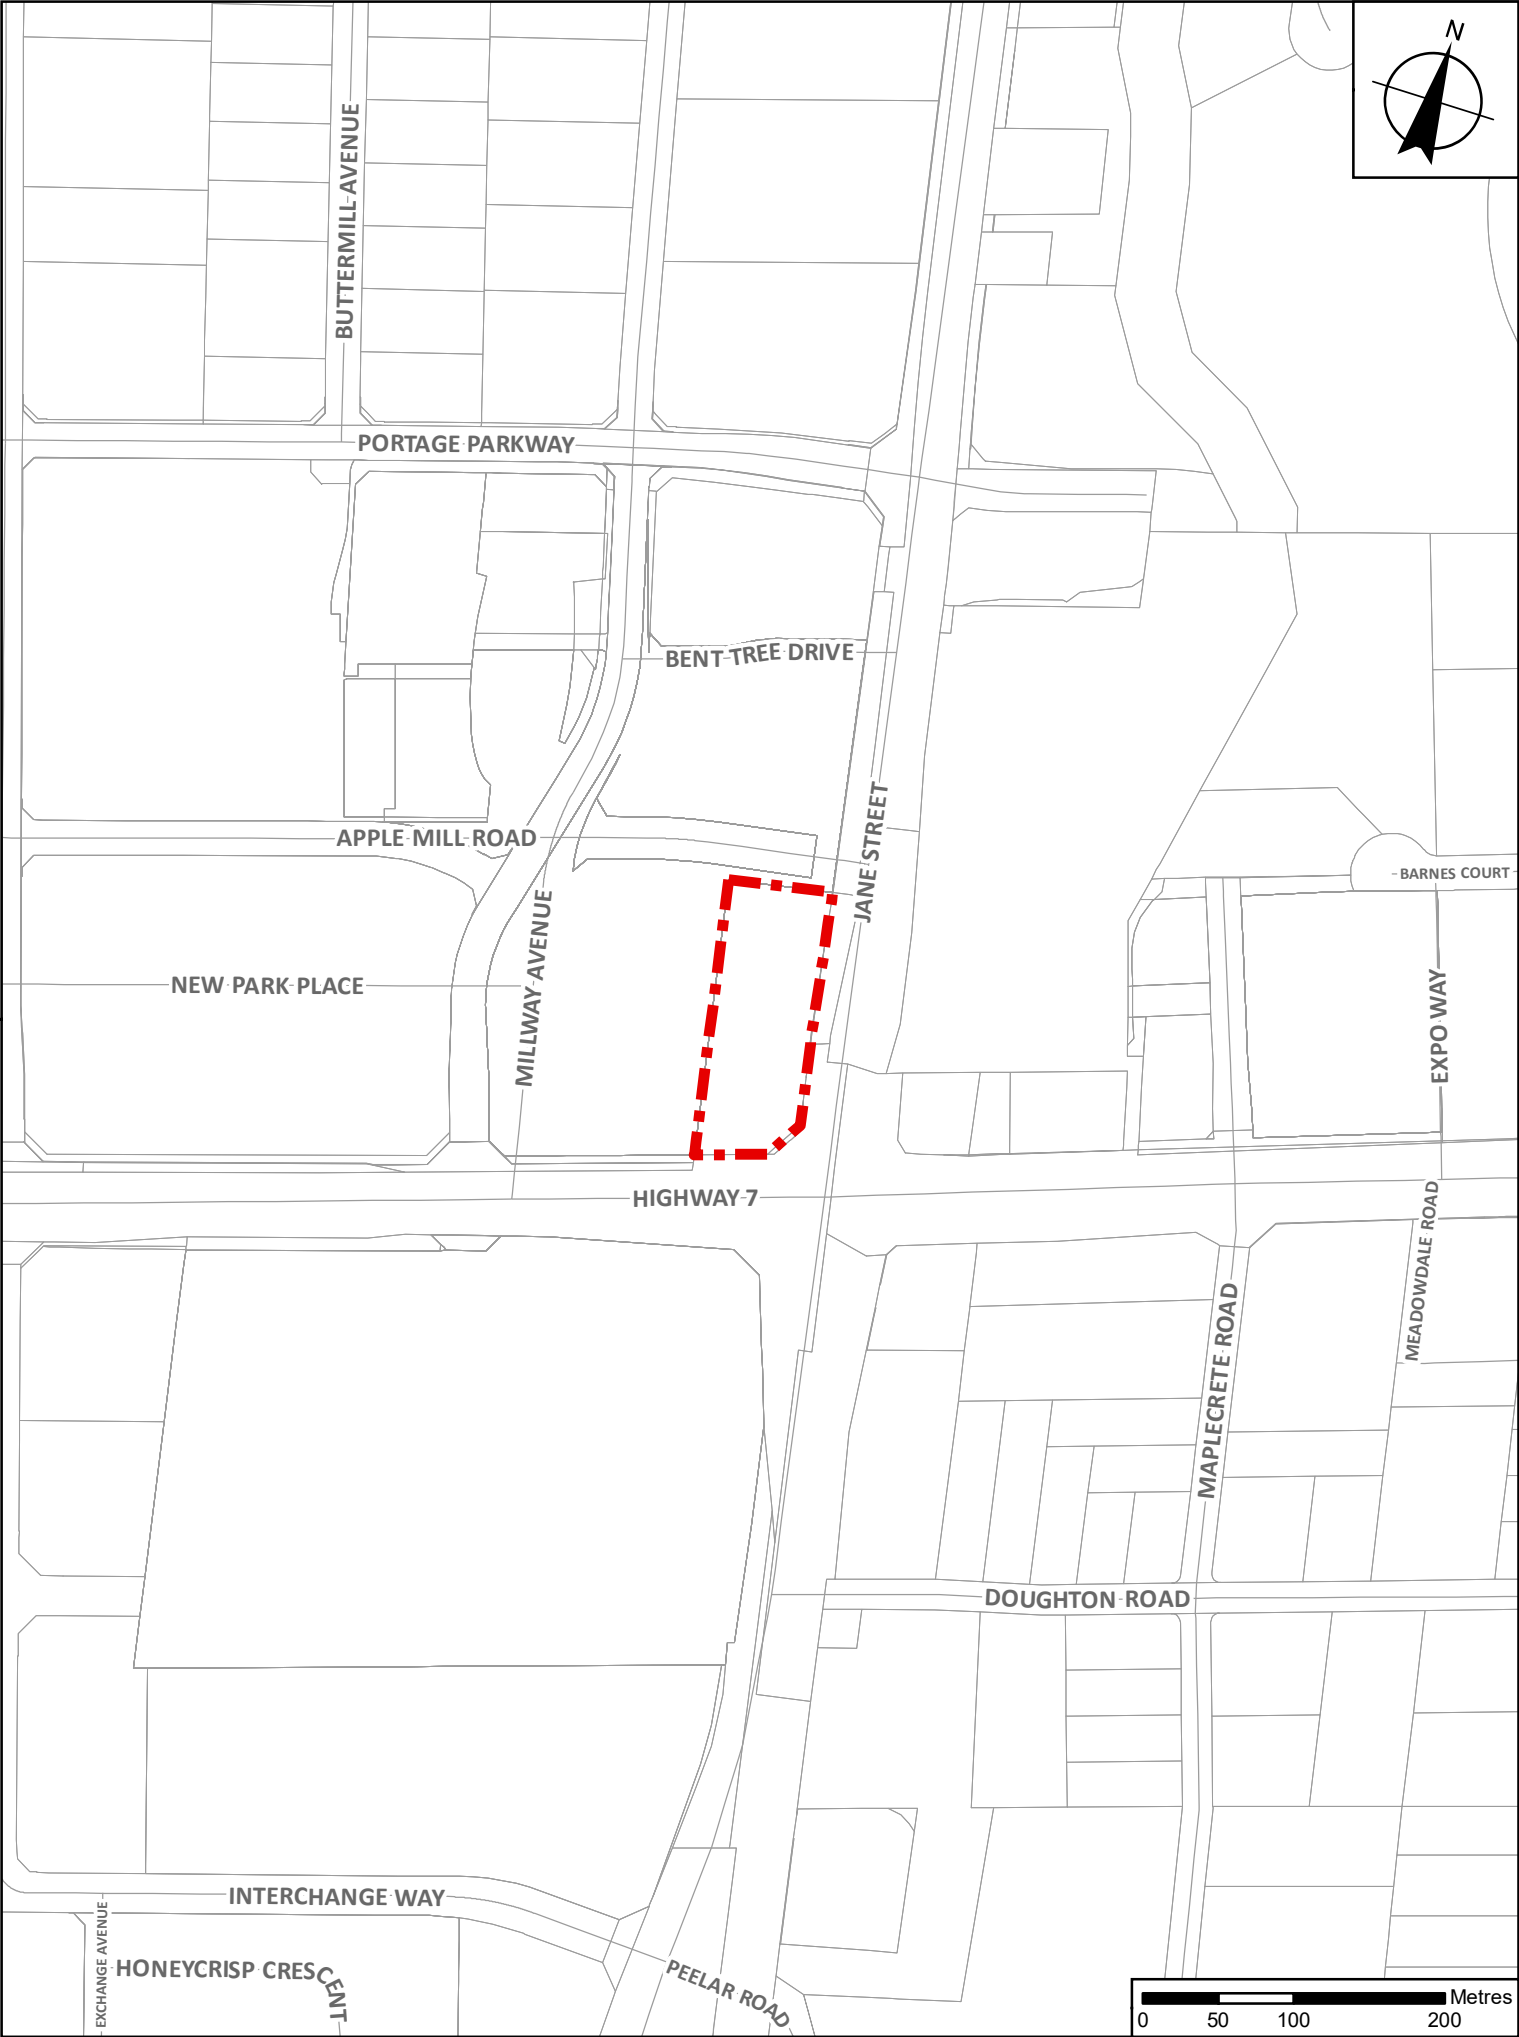 N
BUTTERMILL AVENUE
PORTAGE PARKWAY
BENT TREE DRIVE
JANE STREET
APPLE MILL ROAD
BARNES COURT
MILLWAY AVENUE
NEW PARK PLACE
EXPO WAY
HIGHWAY 7
MEADOWDALE ROAD
MAPLECRETE ROAD
DOUGHTON ROAD
INTERCHANGE WAY
EXCHANGE AVENUE
HONEYCRISP CRESCENT
PEELAR ROAD
Metres
0 50 100 200